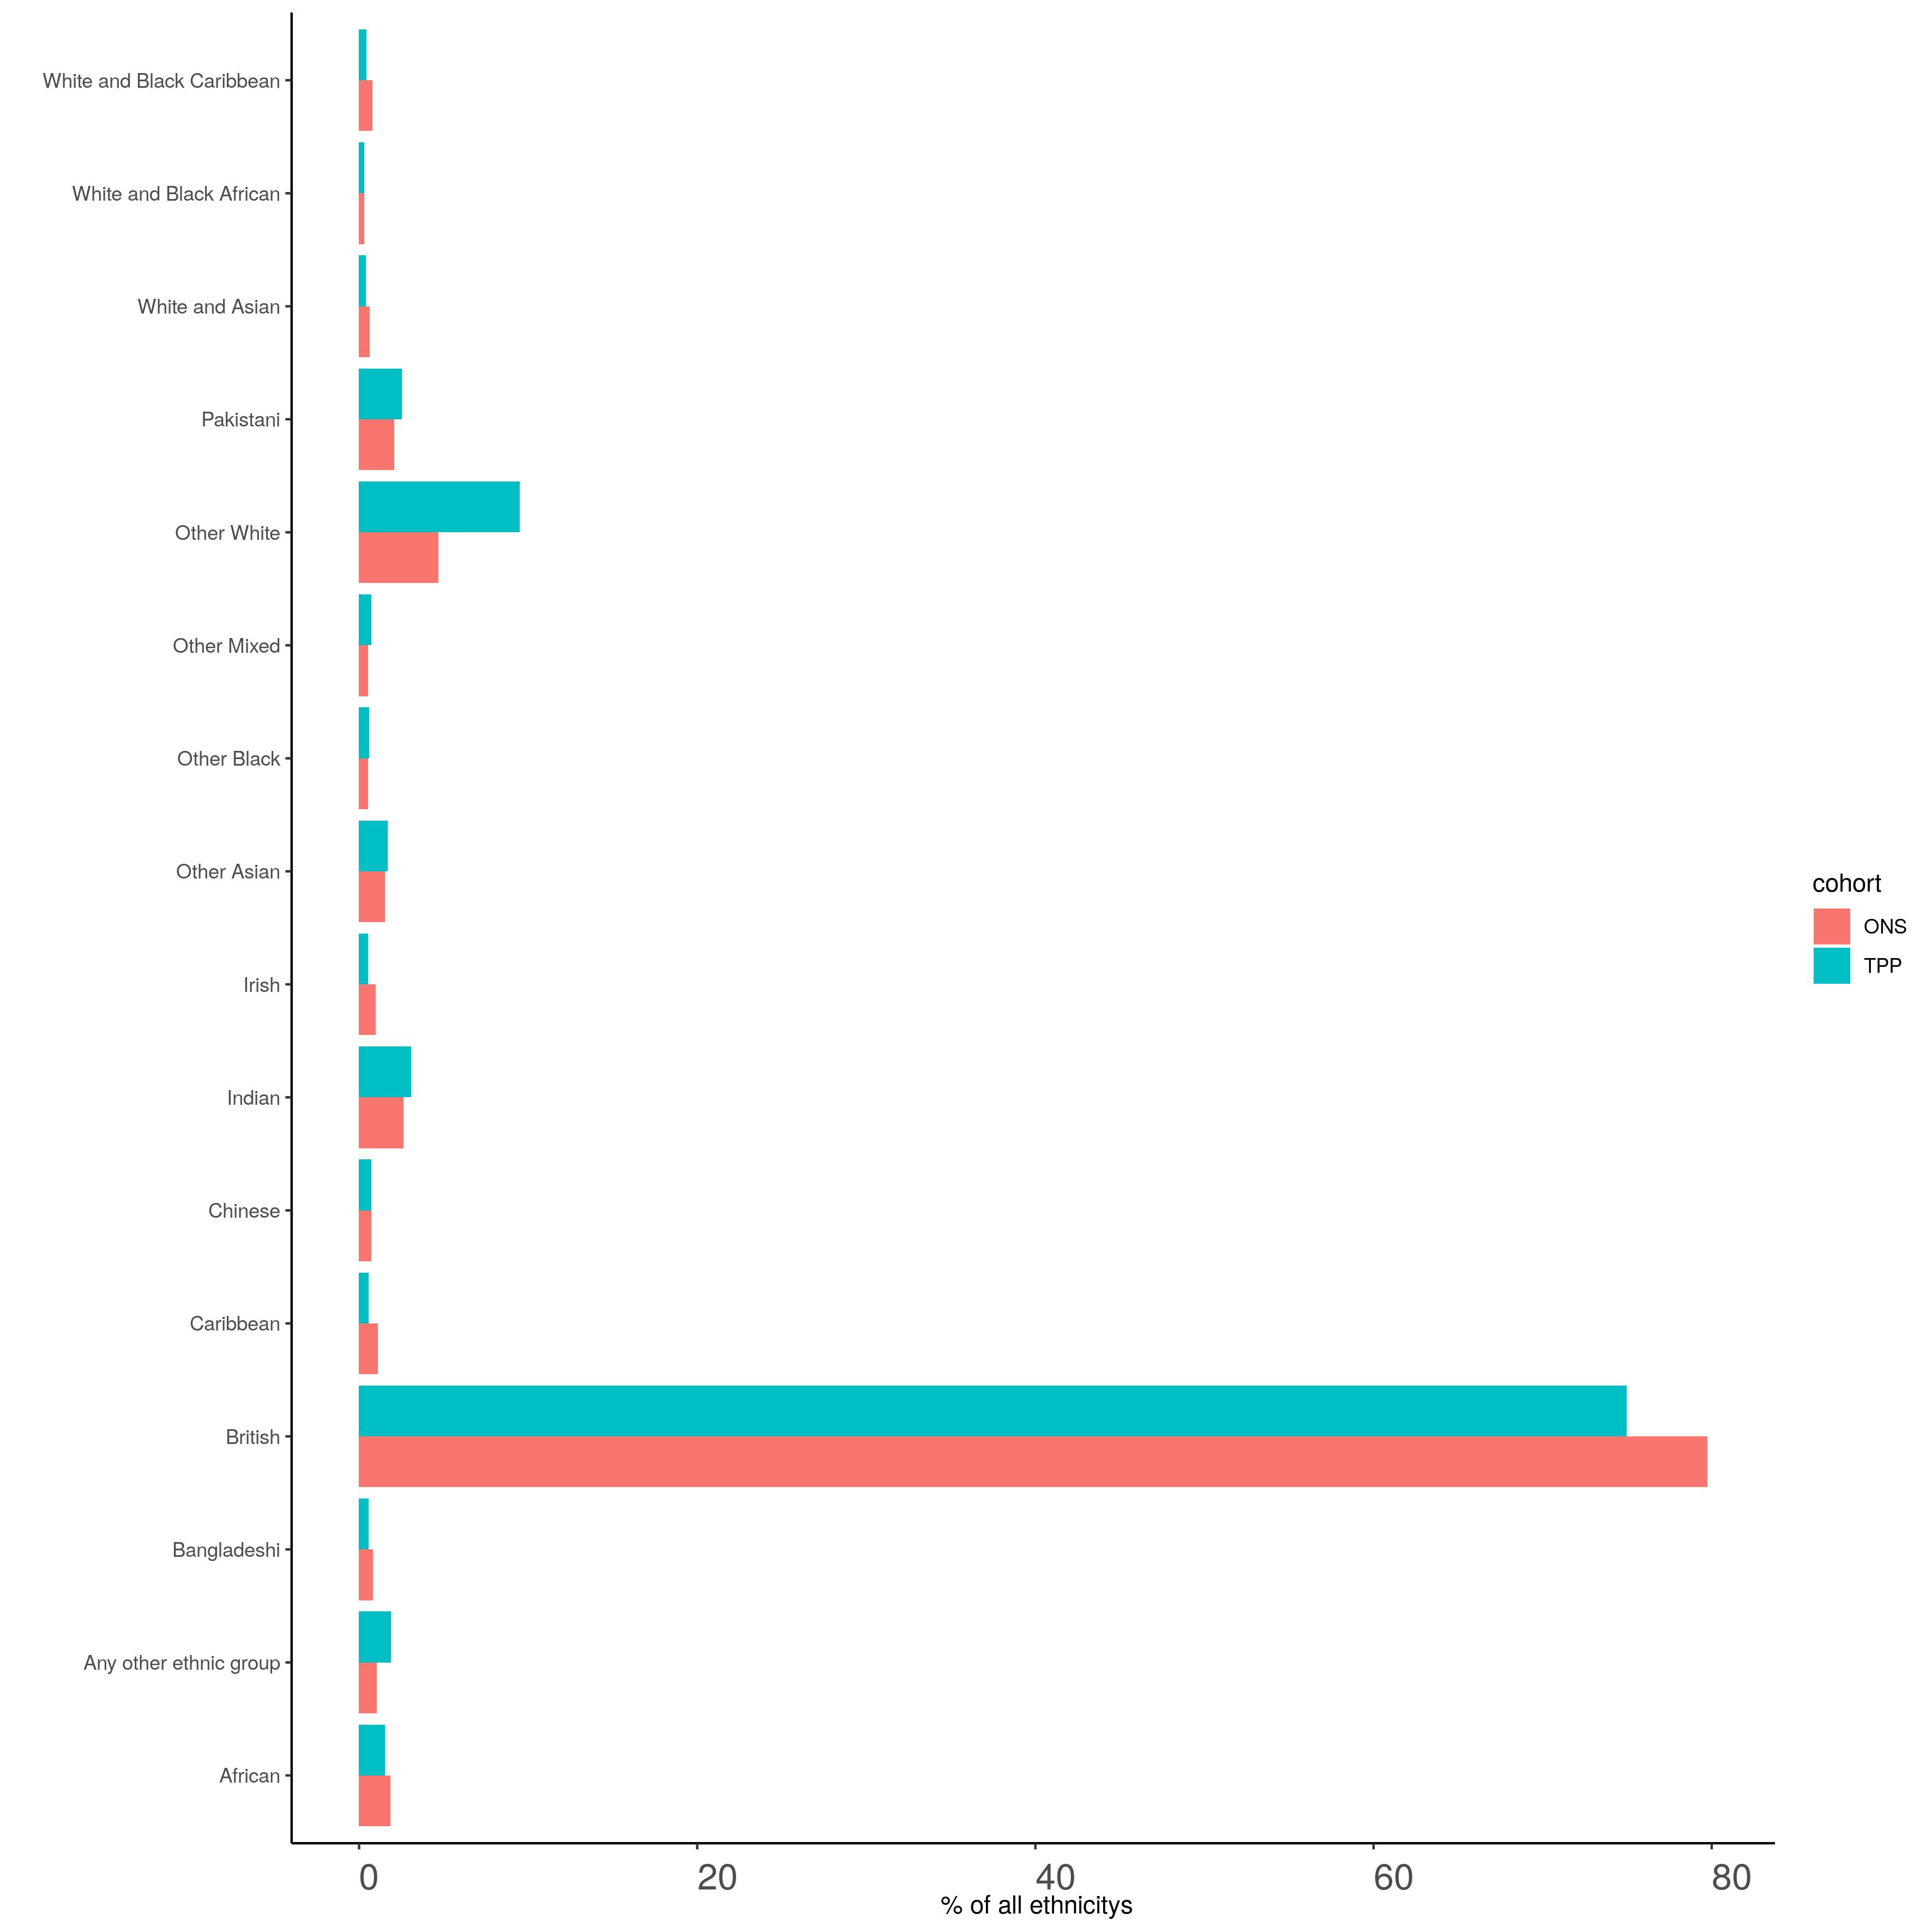 White and Black Caribbean
White and Black African
White and Asian
Pakistani
Other White
Other Mixed
Other Black
Other Asian
Irish
Indian
Chinese
Caribbean
British
Bangladeshi
Any other ethnic group
African
0 20 40 60 80
% of all ethnicitys
cohort
ONS
TPP